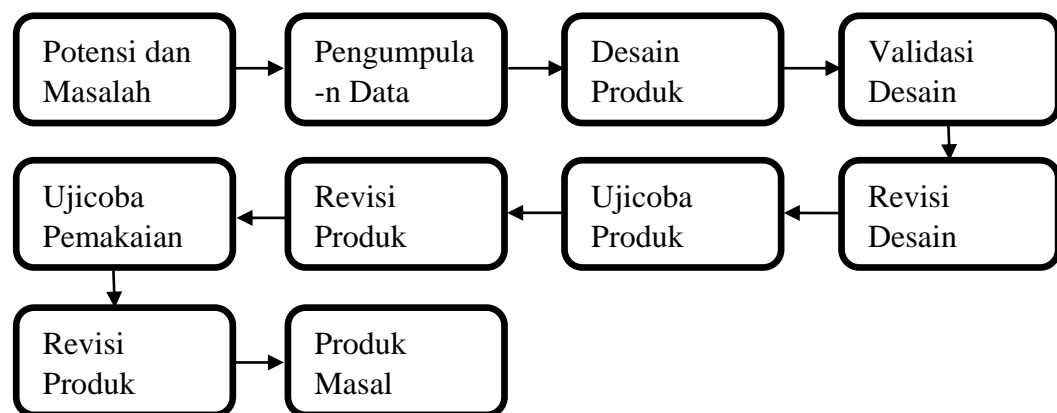 Potensi dan
Masalah
Pengumpula
-n Data
Desain
Produk
Validasi
Desain
Revisi
Desain
Ujicoba
Produk
Revisi
Produk
Ujicoba
Pemakaian
Revisi
Produk
Produk
Masal